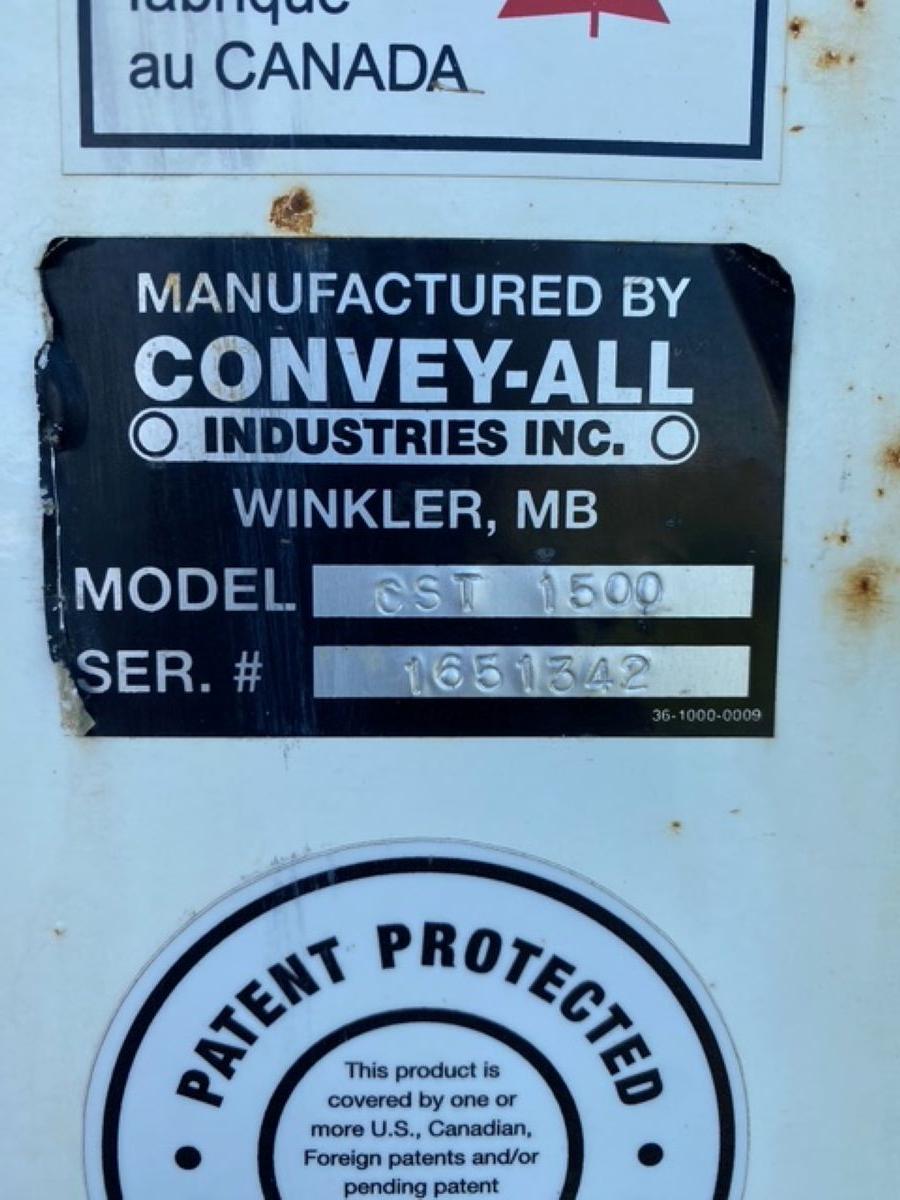 fabriqué
au CANADA
MANUFACTURED BY
CONVEY-ALL
INDUSTRIES INC.
WINKLER, MB
MODEL CST 1500
SER. # 1651342
36-1000-0009
PATENT PROTECTED
This product is
covered by one or
more U.S., Canadian,
Foreign patents and/or
pending patent